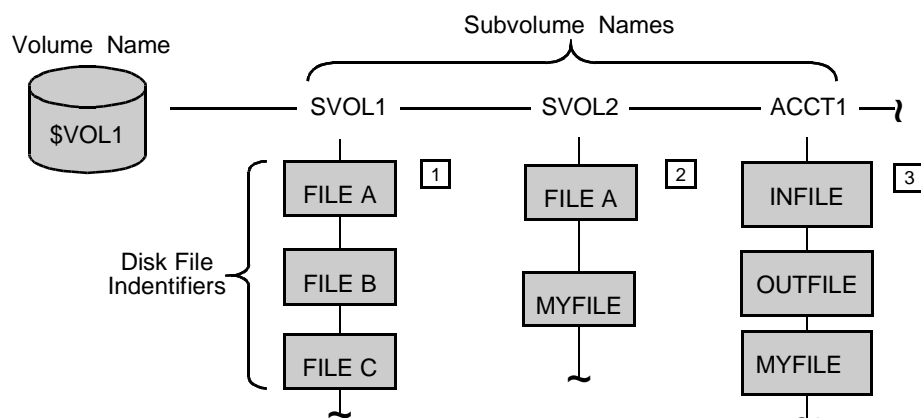 Subvolume Names
Volume Name
$VOL1
SVOL1
SVOL2
ACCT1
1
2
3
FILE A
FILE A
INFILE
Disk File
Indentifiers
FILE B
MYFILE
OUTFILE
FILE C
MYFILE